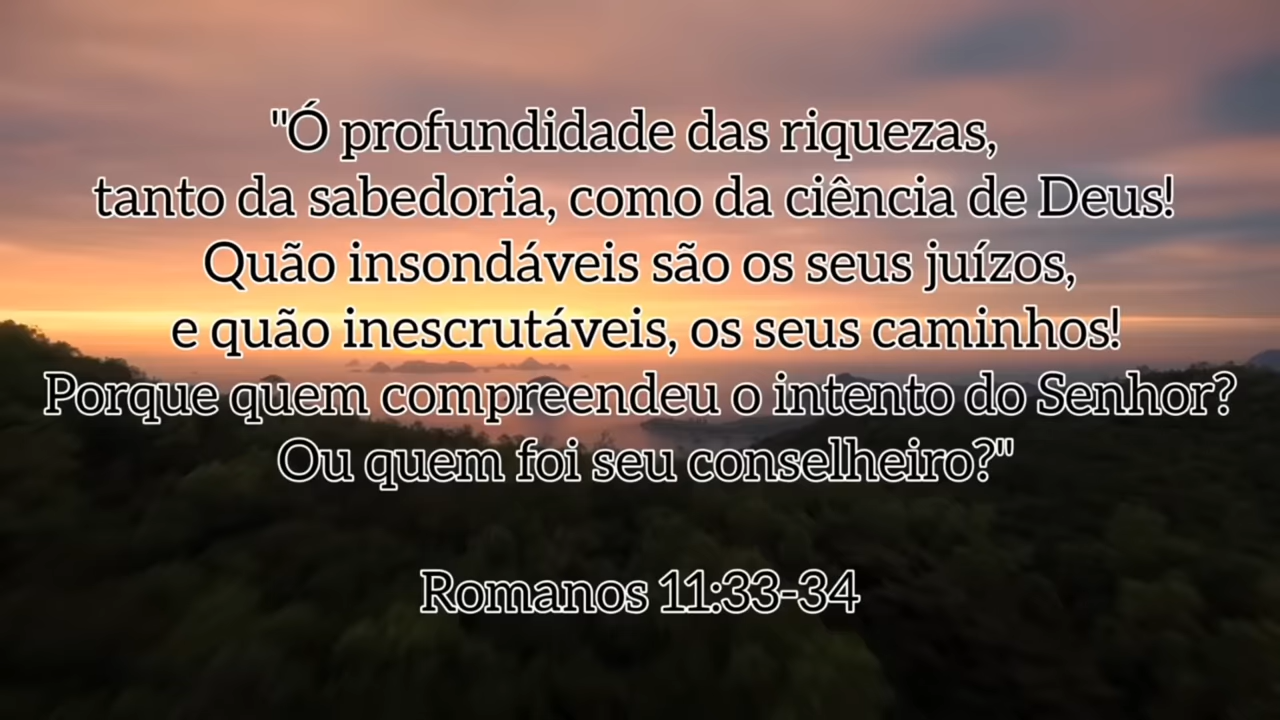 "Ó profundidade das riquezas,
tanto da sabedoria, como da ciência de Deus!
Quão insondáveis são os seus juízos,
e quão inescrutáveis, os seus caminhos!
Porque quem compreendeu o intento do Senhor?
Ou quem foi seu conselheiro?"
Romanos 11:33-34